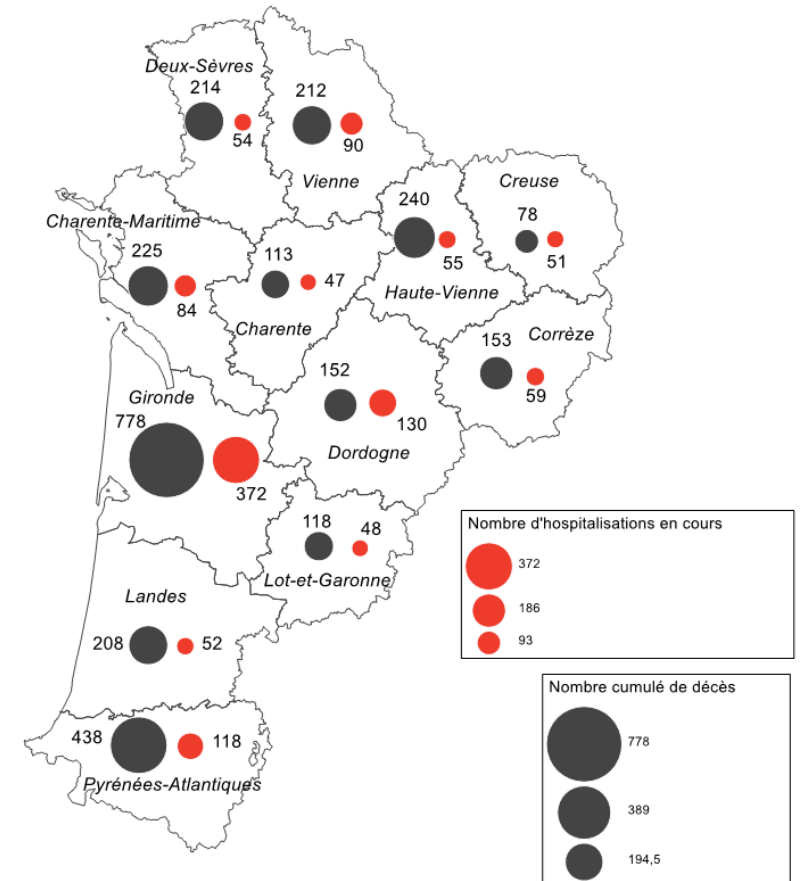 Deux-Sèvres
214
54
212
90
Vienne
Charente-Maritime
225
84
113
47
Charente
240
55
Haute-Vienne
Creuse
78
51
153
Corrèze
59
Gironde
778
372
152
130
Dordogne
118
48
Lot-et-Garonne
Landes
208
52
438
118
Pyrénées-Atlantiques
Nombre d'hospitalisations en cours
372
186
93
Nombre cumulé de décès
778
389
194,5